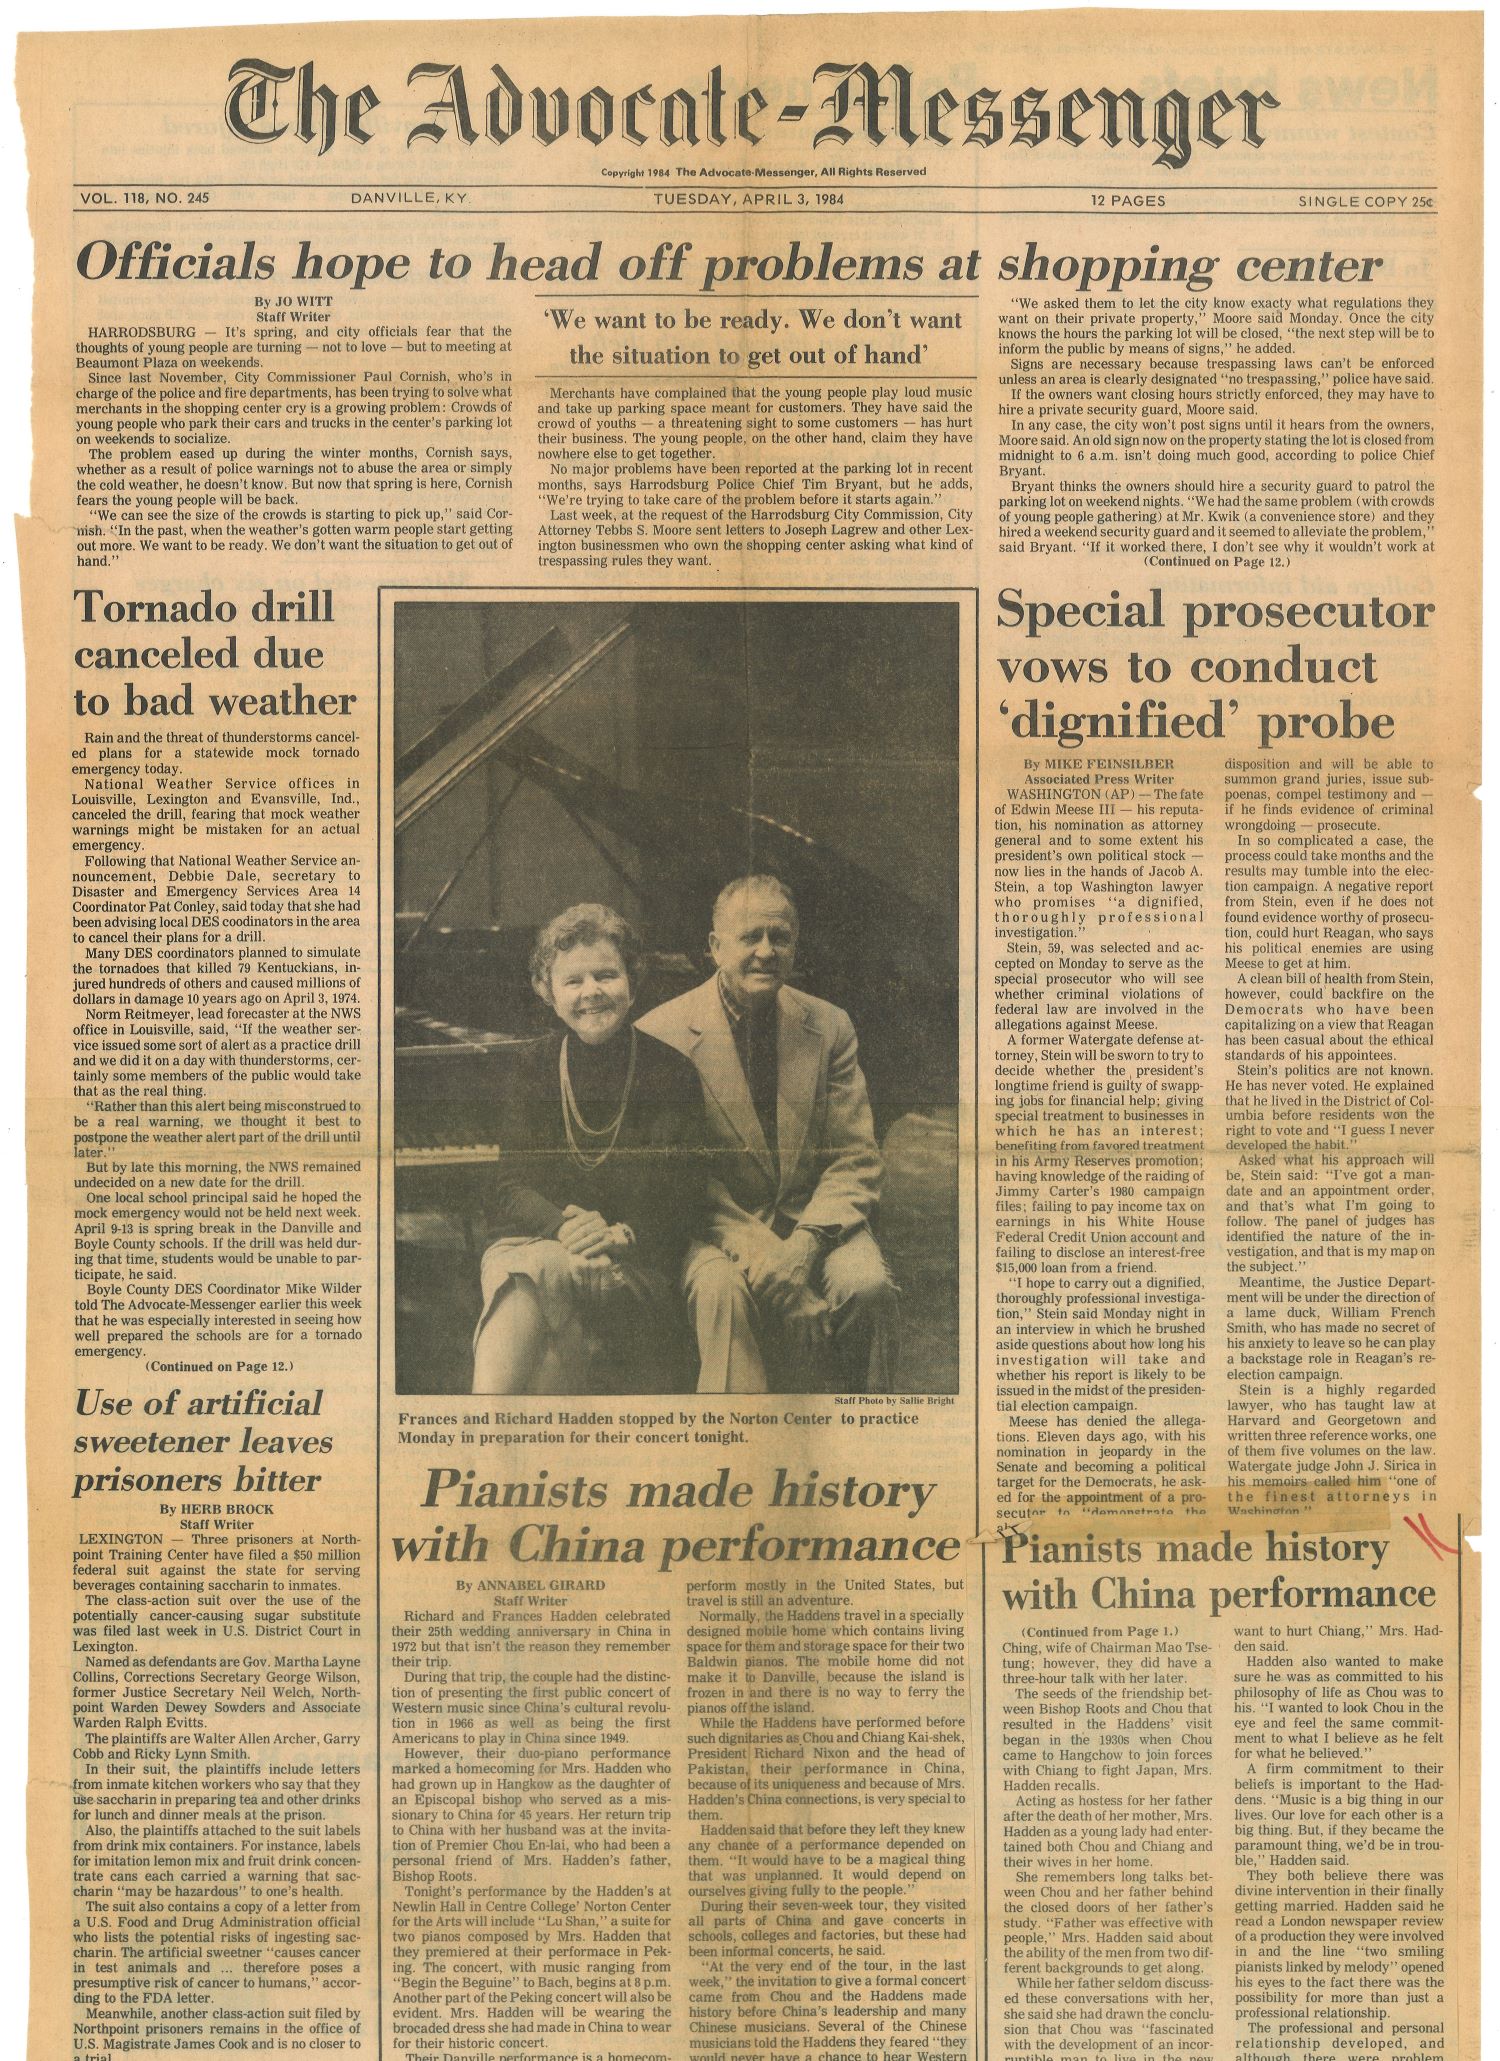 The Advocate-Messenger
Copyright 1984 The Advocate-Messenger, All Rights Reserved
VOL. 118, NO. 245 DANVILLE, KY. TUESDAY, APRIL 3, 1984 12 PAGES SINGLE COPY 25¢
Officials hope to head off problems at shopping center
By JO WITT
Staff Writer
HARRODSBURG — It's spring, and city officials fear that the
thoughts of young people are turning — not to love — but to meeting at
Beaumont Plaza on weekends.
Since last November, City Commissioner Paul Cornish, who's in
charge of the police and fire departments, has been trying to solve what
merchants in the shopping center cry is a growing problem: Crowds of
young people who park their cars and trucks in the center's parking lot
on weekends to socialize.
The problem eased up during the winter months, Cornish says,
whether as a result of police warnings not to abuse the area or simply
the cold weather, he doesn't know. But now that spring is here, Cornish
fears the young people will be back.
"We can see the size of the crowds is starting to pick up," said Cor-
nish. "In the past, when the weather's gotten warm people start getting
out more. We want to be ready. We don't want the situation to get out of
hand."
'We want to be ready. We don't want
the situation to get out of hand'
Merchants have complained that the young people play loud music
and take up parking space meant for customers. They have said the
crowd of youths — a threatening sight to some customers — has hurt
their business. The young people, on the other hand, claim they have
nowhere else to get together.
No major problems have been reported at the parking lot in recent
months, says Harrodsburg Police Chief Tim Bryant, but he adds,
"We're trying to take care of the problem before it starts again."
Last week, at the request of the Harrodsburg City Commission, City
Attorney Tebbs S. Moore sent letters to Joseph Lagrew and other Lex-
ington businessmen who own the shopping center asking what kind of
trespassing rules they want.
"We asked them to let the city know exacty what regulations they
want on their private property," Moore said Monday. Once the city
knows the hours the parking lot will be closed, "the next step will be to
inform the public by means of signs," he added.
Signs are necessary because trespassing laws can't be enforced
unless an area is clearly designated "no trespassing," police have said.
If the owners want closing hours strictly enforced, they may have to
hire a private security guard, Moore said.
In any case, the city won't post signs until it hears from the owners,
Moore said. An old sign now on the property stating the lot is closed from
midnight to 6 a.m. isn't doing much good, according to police Chief
Bryant.
Bryant thinks the owners should hire a security guard to patrol the
parking lot on weekend nights. "We had the same problem (with crowds
of young people gathering) at Mr. Kwik (a convenience store) and they
hired a weekend security guard and it seemed to alleviate the problem,"
said Bryant. "If it worked there, I don't see why it wouldn't work at
(Continued on Page 12.)
Tornado drill
canceled due
to bad weather
Rain and the threat of thunderstorms cancel-
ed plans for a statewide mock tornado
emergency today.
National Weather Service offices in
Louisville, Lexington and Evansville, Ind.,
canceled the drill, fearing that mock weather
warnings might be mistaken for an actual
emergency.
Following that National Weather Service an-
nouncement, Debbie Dale, secretary to
Disaster and Emergency Services Area 14
Coordinator Pat Conley, said today that she had
been advising local DES coodinators in the area
to cancel their plans for a drill.
Many DES coordinators planned to simulate
the tornadoes that killed 79 Kentuckians, in-
jured hundreds of others and caused millions of
dollars in damage 10 years ago on April 3, 1974.
Norm Reitmeyer, lead forecaster at the NWS
office in Louisville, said, "If the weather ser-
vice issued some sort of alert as a practice drill
and we did it on a day with thunderstorms, cer-
tainly some members of the public would take
that as the real thing.
"Rather than this alert being misconstrued to
be a real warning, we thought it best to
postpone the weather alert part of the drill until
later."
But by late this morning, the NWS remained
undecided on a new date for the drill.
One local school principal said he hoped the
mock emergency would not be held next week.
April 9-13 is spring break in the Danville and
Boyle County schools. If the drill was held dur-
ing that time, students would be unable to par-
ticipate, he said.
Boyle County DES Coordinator Mike Wilder
told The Advocate-Messenger earlier this week
that he was especially interested in seeing how
well prepared the schools are for a tornado
emergency.
(Continued on Page 12.)
Use of artificial
sweetener leaves
prisoners bitter
By HERB BROCK
Staff Writer
LEXINGTON — Three prisoners at North-
point Training Center have filed a $50 million
federal suit against the state for serving
beverages containing saccharin to inmates.
The class-action suit over the use of the
potentially cancer-causing sugar substitute
was filed last week in U.S. District Court in
Lexington.
Named as defendants are Gov. Martha Layne
Collins, Corrections Secretary George Wilson,
former Justice Secretary Neil Welch, North-
point Warden Dewey Sowders and Associate
Warden Ralph Evitts.
The plaintiffs are Walter Allen Archer, Garry
Cobb and Ricky Lynn Smith.
In their suit, the plaintiffs include letters
from inmate kitchen workers who say that they
use saccharin in preparing tea and other drinks
for lunch and dinner meals at the prison.
Also, the plaintiffs attached to the suit labels
from drink mix containers. For instance, labels
for imitation lemon mix and fruit drink concen-
trate cans each carried a warning that sac-
charin "may be hazardous" to one's health.
The suit also contains a copy of a letter from
a U.S. Food and Drug Administration official
who lists the potential risks of ingesting sac-
charin. The artificial sweetner "causes cancer
in test animals and ... therefore poses a
presumptive risk of cancer to humans," accor-
ding to the FDA letter.
Meanwhile, another class-action suit filed by
Northpoint prisoners remains in the office of
U.S. Magistrate James Cook and is no closer to
a trial
Staff Photo by Sallie Bright
Frances and Richard Hadden stopped by the Norton Center to practice
Monday in preparation for their concert tonight.
Pianists made history
with China performance
By ANNABEL GIRARD
Staff Writer
Richard and Frances Hadden celebrated
their 25th wedding anniversary in China in
1972 but that isn't the reason they remember
their trip.
During that trip, the couple had the distinc-
tion of presenting the first public concert of
Western music since China's cultural revolu-
tion in 1966 as well as being the first
Americans to play in China since 1949.
However, their duo-piano performance
marked a homecoming for Mrs. Hadden who
had grown up in Hangkow as the daughter of
an Episcopal bishop who served as a mis-
sionary to China for 45 years. Her return trip
to China with her husband was at the invita-
tion of Premier Chou En-lai, who had been a
personal friend of Mrs. Hadden's father,
Bishop Roots.
Tonight's performance by the Hadden's at
Newlin Hall in Centre College' Norton Center
for the Arts will include "Lu Shan," a suite for
two pianos composed by Mrs. Hadden that
they premiered at their performace in Pek-
ing. The concert, with music ranging from
"Begin the Beguine" to Bach, begins at 8 p.m.
Another part of the Peking concert will also be
evident. Mrs. Hadden will be wearing the
brocaded dress she had made in China to wear
for their historic concert.
Their Danville performance is a homecom-
perform mostly in the United States, but
travel is still an adventure.
Normally, the Haddens travel in a specially
designed mobile home which contains living
space for them and storage space for their two
Baldwin pianos. The mobile home did not
make it to Danville, because the island is
frozen in and there is no way to ferry the
pianos off the island.
While the Haddens have performed before
such dignitaries as Chou and Chiang Kai-shek,
President Richard Nixon and the head of
Pakistan, their performance in China,
because of its uniqueness and because of Mrs.
Hadden's China connections, is very special to
them.
Hadden said that before they left they knew
any chance of a performance depended on
them. "It would have to be a magical thing
that was unplanned. It would depend on
ourselves giving fully to the people."
During their seven-week tour, they visited
all parts of China and gave concerts in
schools, colleges and factories, but these had
been informal concerts, he said.
"At the very end of the tour, in the last
week," the invitation to give a formal concert
came from Chou and the Haddens made
history before China's leadership and many
Chinese musicians. Several of the Chinese
musicians told the Haddens they feared "they
would never have a chance to hear Western
Special prosecutor
vows to conduct
'dignified' probe
By MIKE FEINSILBER
Associated Press Writer
WASHINGTON (AP) — The fate
of Edwin Meese III — his reputa-
tion, his nomination as attorney
general and to some extent his
president's own political stock —
now lies in the hands of Jacob A.
Stein, a top Washington lawyer
who promises "a dignified,
thoroughly professional
investigation."
Stein, 59, was selected and ac-
cepted on Monday to serve as the
special prosecutor who will see
whether criminal violations of
federal law are involved in the
allegations against Meese.
A former Watergate defense at-
torney, Stein will be sworn to try to
decide whether the president's
longtime friend is guilty of swapp-
ing jobs for financial help; giving
special treatment to businesses in
which he has an interest;
benefiting from favored treatment
in his Army Reserves promotion;
having knowledge of the raiding of
Jimmy Carter's 1980 campaign
files; failing to pay income tax on
earnings in his White House
Federal Credit Union account and
failing to disclose an interest-free
$15,000 loan from a friend.
"I hope to carry out a dignified,
thoroughly professional investiga-
tion," Stein said Monday night in
an interview in which he brushed
aside questions about how long his
investigation will take and
whether his report is likely to be
issued in the midst of the presiden-
tial election campaign.
Meese has denied the allega-
tions. Eleven days ago, with his
nomination in jeopardy in the
Senate and becoming a political
target for the Democrats, he ask-
ed for the appointment of a pro-
secutor to "demonstrate the
disposition and will be able to
summon grand juries, issue sub-
poenas, compel testimony and —
if he finds evidence of criminal
wrongdoing — prosecute.
In so complicated a case, the
process could take months and the
results may tumble into the elec-
tion campaign. A negative report
from Stein, even if he does not
found evidence worthy of prosecu-
tion, could hurt Reagan, who says
his political enemies are using
Meese to get at him.
A clean bill of health from Stein,
however, could backfire on the
Democrats who have been
capitalizing on a view that Reagan
has been casual about the ethical
standards of his appointees.
Stein's politics are not known.
He has never voted. He explained
that he lived in the District of Col-
umbia before residents won the
right to vote and "I guess I never
developed the habit."
Asked what his approach will
be, Stein said: "I've got a man-
date and an appointment order,
and that's what I'm going to
follow. The panel of judges has
identified the nature of the in-
vestigation, and that is my map on
the subject."
Meantime, the Justice Depart-
ment will be under the direction of
a lame duck, William French
Smith, who has made no secret of
his anxiety to leave so he can play
a backstage role in Reagan's re-
election campaign.
Stein is a highly regarded
lawyer, who has taught law at
Harvard and Georgetown and
written three reference works, one
of them five volumes on the law.
Watergate judge John J. Sirica in
his memoirs called him "one of
the finest attorneys in
Washington."
Pianists made history
with China performance
(Continued from Page 1.)
Ching, wife of Chairman Mao Tse-
tung; however, they did have a
three-hour talk with her later.
The seeds of the friendship bet-
ween Bishop Roots and Chou that
resulted in the Haddens' visit
began in the 1930s when Chou
came to Hangchow to join forces
with Chiang to fight Japan, Mrs.
Hadden recalls.
Acting as hostess for her father
after the death of her mother, Mrs.
Hadden as a young lady had enter-
tained both Chou and Chiang and
their wives in her home.
She remembers long talks bet-
ween Chou and her father behind
the closed doors of her father's
study. "Father was effective with
people," Mrs. Hadden said about
the ability of the men from two dif-
ferent backgrounds to get along.
While her father seldom discuss-
ed these conversations with her,
she said she had drawn the conclu-
sion that Chou was "fascinated
with the development of an incor-
ruptible man to live in the new
want to hurt Chiang," Mrs. Had-
den said.
Hadden also wanted to make
sure he was as committed to his
philosophy of life as Chou was to
his. "I wanted to look Chou in the
eye and feel the same commit-
ment to what I believe as he felt
for what he believed."
A firm commitment to their
beliefs is important to the Had-
dens. "Music is a big thing in our
lives. Our love for each other is a
big thing. But, if they became the
paramount thing, we'd be in trou-
ble," Hadden said.
They both believe there was
divine intervention in their finally
getting married. Hadden said he
read a London newspaper review
of a production they were involved
in and the line "two smiling
pianists linked by melody" opened
his eyes to the fact there was the
possibility for more than just a
professional relationship.
The professional and personal
relationship developed, and
although there were problem